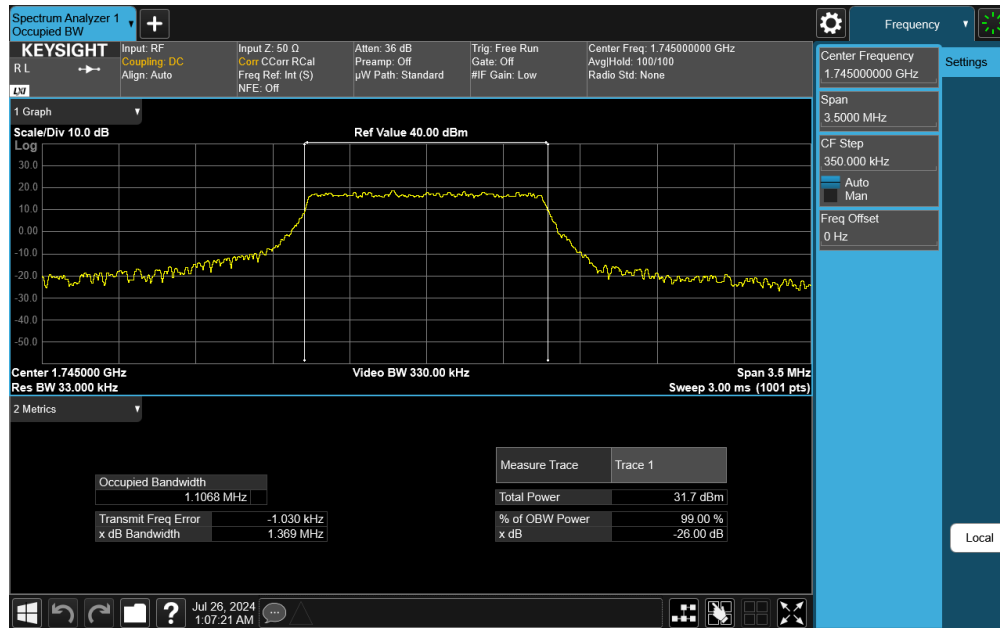 Spectrum Analyzer 1
Occupied BW
Frequency
KEYSIGHT
R L
LXI
Input: RF
Coupling: DC
Align: Auto
Input Z: 50 Ω
Corr CCorr RCal
Freq Ref: Int (S)
NFE: Off
Atten: 36 dB
Preamp: Off
µW Path: Standard
Trig: Free Run
Gate: Off
#IF Gain: Low
Center Freq: 1.745000000 GHz
Avg|Hold: 100/100
Radio Std: None
Center Frequency
1.745000000 GHz
Settings
Span
3.5000 MHz
CF Step
350.000 kHz
Auto
Man
Freq Offset
0 Hz
1 Graph
Scale/Div 10.0 dB
Ref Value 40.00 dBm
Log
30.0
20.0
10.0
0.00
-10.0
-20.0
-30.0
-40.0
-50.0
Center 1.745000 GHz
Video BW 330.00 kHz
Span 3.5 MHz
Res BW 33.000 kHz
Sweep 3.00 ms (1001 pts)
2 Metrics
Measure Trace Trace 1
Occupied Bandwidth
1.1068 MHz
Total Power 31.7 dBm
Transmit Freq Error -1.030 kHz
% of OBW Power 99.00 %
x dB Bandwidth 1.369 MHz
x dB -26.00 dB
Local
?
Jul 26, 2024
1:07:21 AM